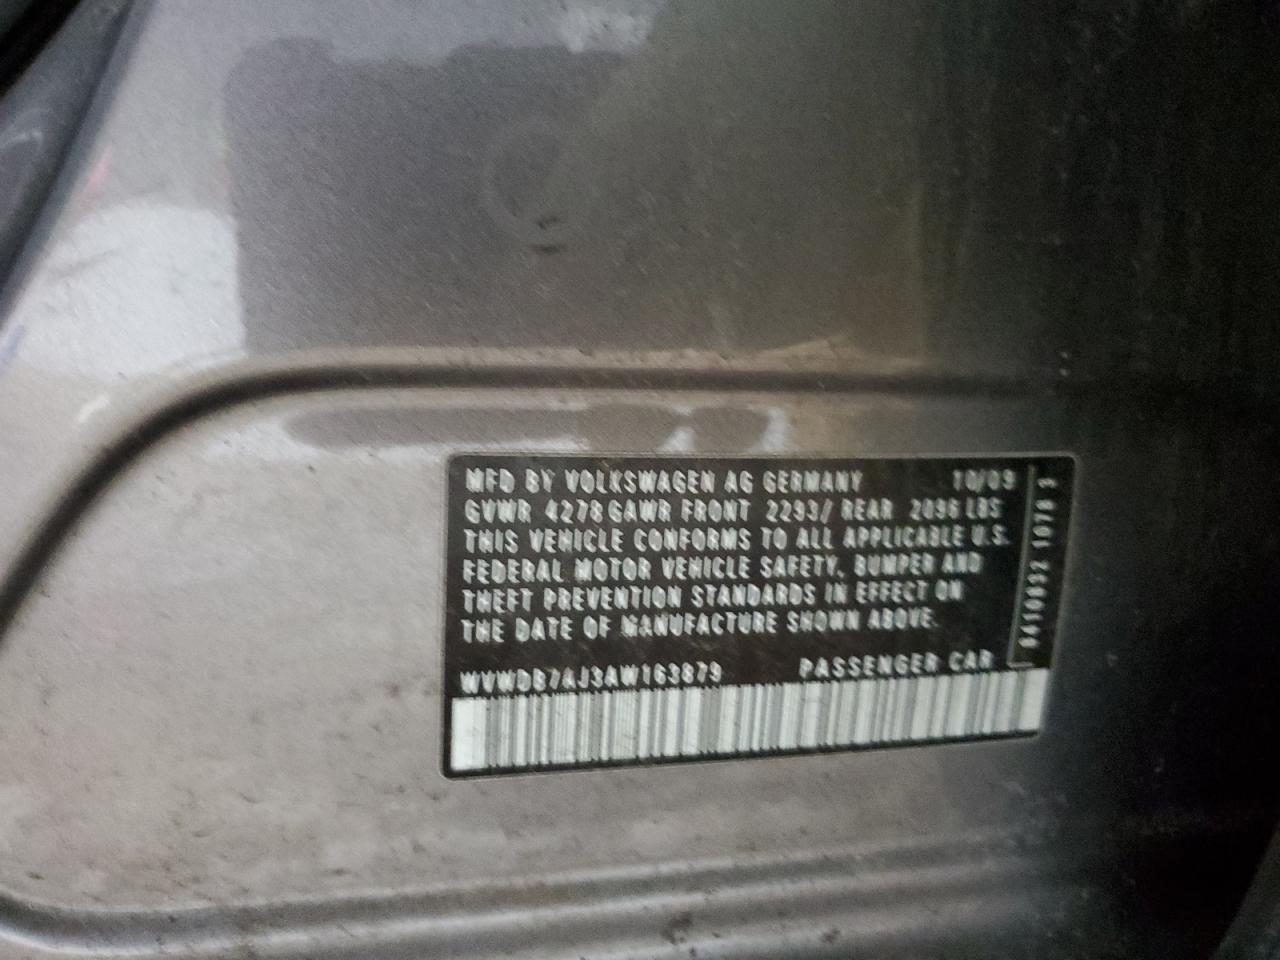 MFD BY VOLKSWAGEN AG GERMANY 10/09
GVWR 4278 GAWR FRONT 2293/ REAR 2096 LBS
THIS VEHICLE CONFORMS TO ALL APPLICABLE U.S.
FEDERAL MOTOR VEHICLE SAFETY, BUMPER AND
THEFT PREVENTION STANDARDS IN EFFECT ON
THE DATE OF MANUFACTURE SHOWN ABOVE.
WVWDB7AJ3AW163879 PASSENGER CAR